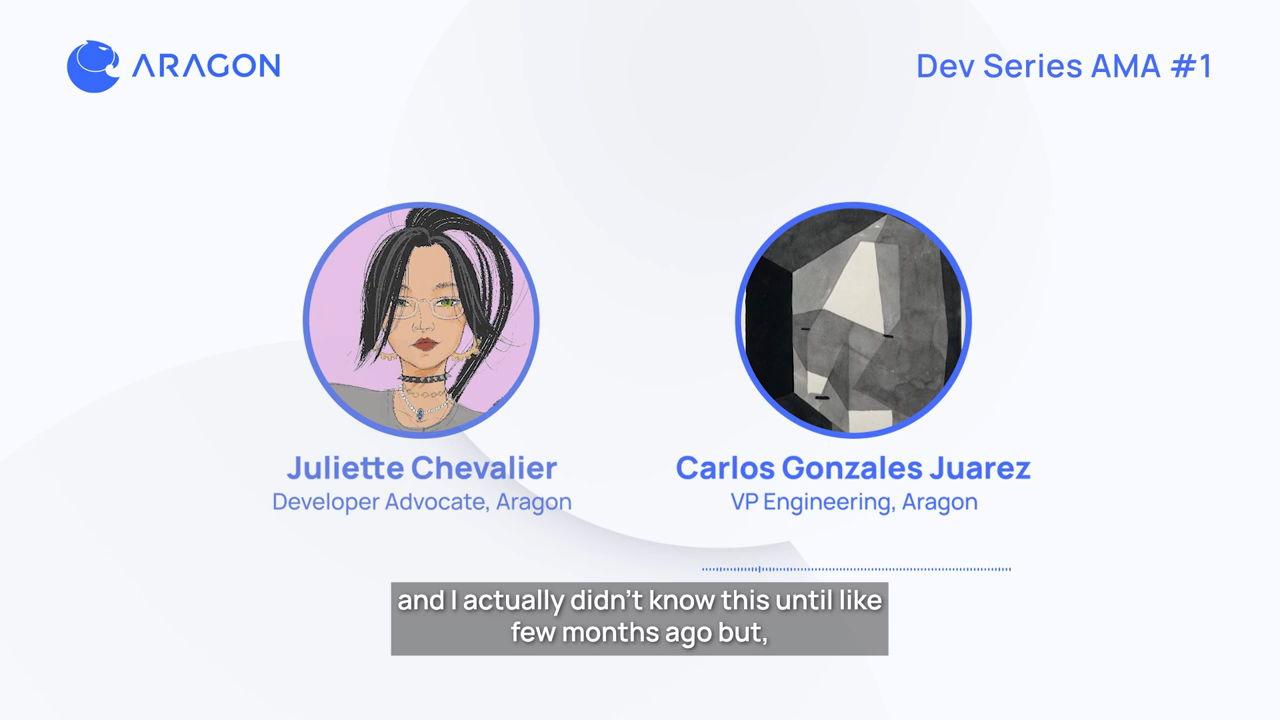 ARAGON
Dev Series AMA #1
Juliette Chevalier
Developer Advocate, Aragon
Carlos Gonzales Juarez
VP Engineering, Aragon
and I actually didn't know this until like
few months ago but,